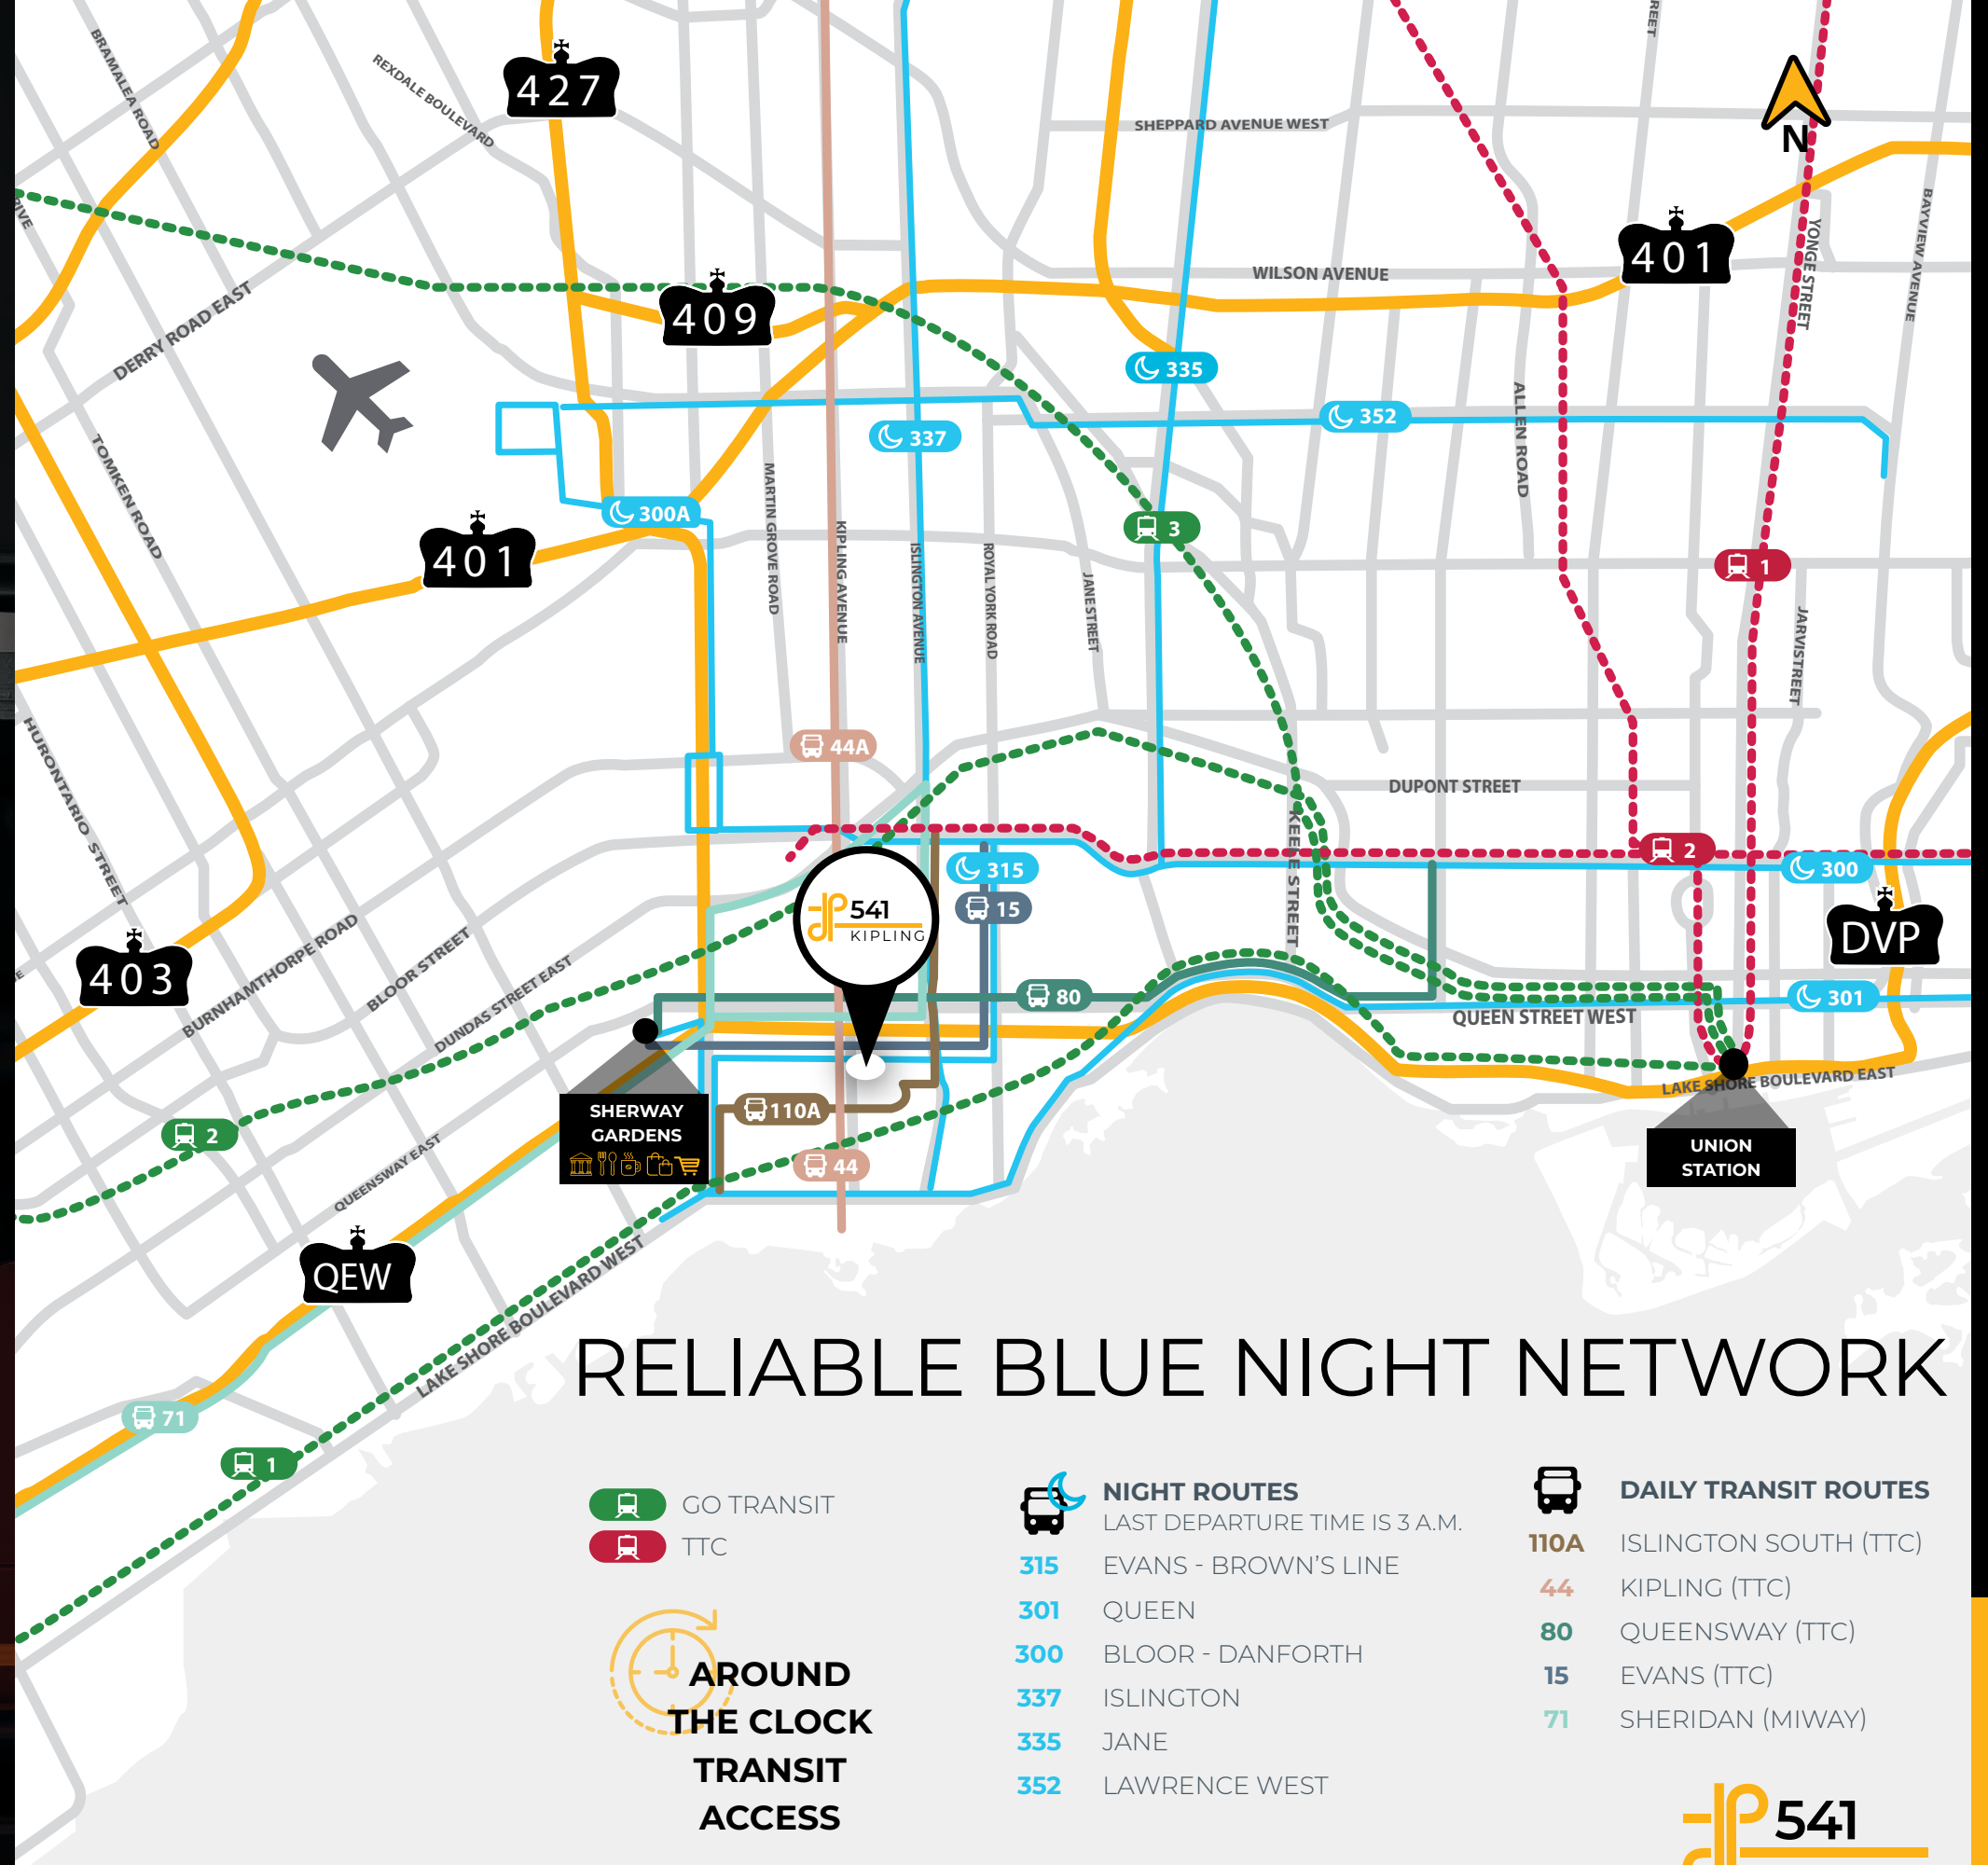 BRAMALEA ROAD
REXDALE BOULEVARD
427
SHEPPARD AVENUE WEST
N
REET
RIVE
DERRY ROAD EAST
409
WILSON AVENUE
401
YONGE STREET
BAYVIEW AVENUE
335
352
337
ALLEN ROAD
TOMKEN ROAD
MARTIN GROVE ROAD
300A
401
KIPLING AVENUE
ISLINGTON AVENUE
ROYAL YORK ROAD
JANE STREET
3
1
JARVISTREET
HURONTARIO STREET
44A
DUPONT STREET
KEELE STREET
2
315
300
15
541
KIPLING
DVP
403
BURNHAMTHORPE ROAD
BLOOR STREET
DUNDAS STREET EAST
80
301
QUEEN STREET WEST
LAKE SHORE BOULEVARD EAST
SHERWAY
GARDENS
110A
2
QUEENSWAY EAST
44
UNION
STATION
QEW
LAKE SHORE BOULEVARD WEST
71
1
RELIABLE BLUE NIGHT NETWORK
GO TRANSIT
TTC
AROUND
THE CLOCK
TRANSIT
ACCESS
NIGHT ROUTES
LAST DEPARTURE TIME IS 3 A.M.
315 EVANS - BROWN'S LINE
301 QUEEN
300 BLOOR - DANFORTH
337 ISLINGTON
335 JANE
352 LAWRENCE WEST
DAILY TRANSIT ROUTES
110A ISLINGTON SOUTH (TTC)
44 KIPLING (TTC)
80 QUEENSWAY (TTC)
15 EVANS (TTC)
71 SHERIDAN (MIWAY)
541